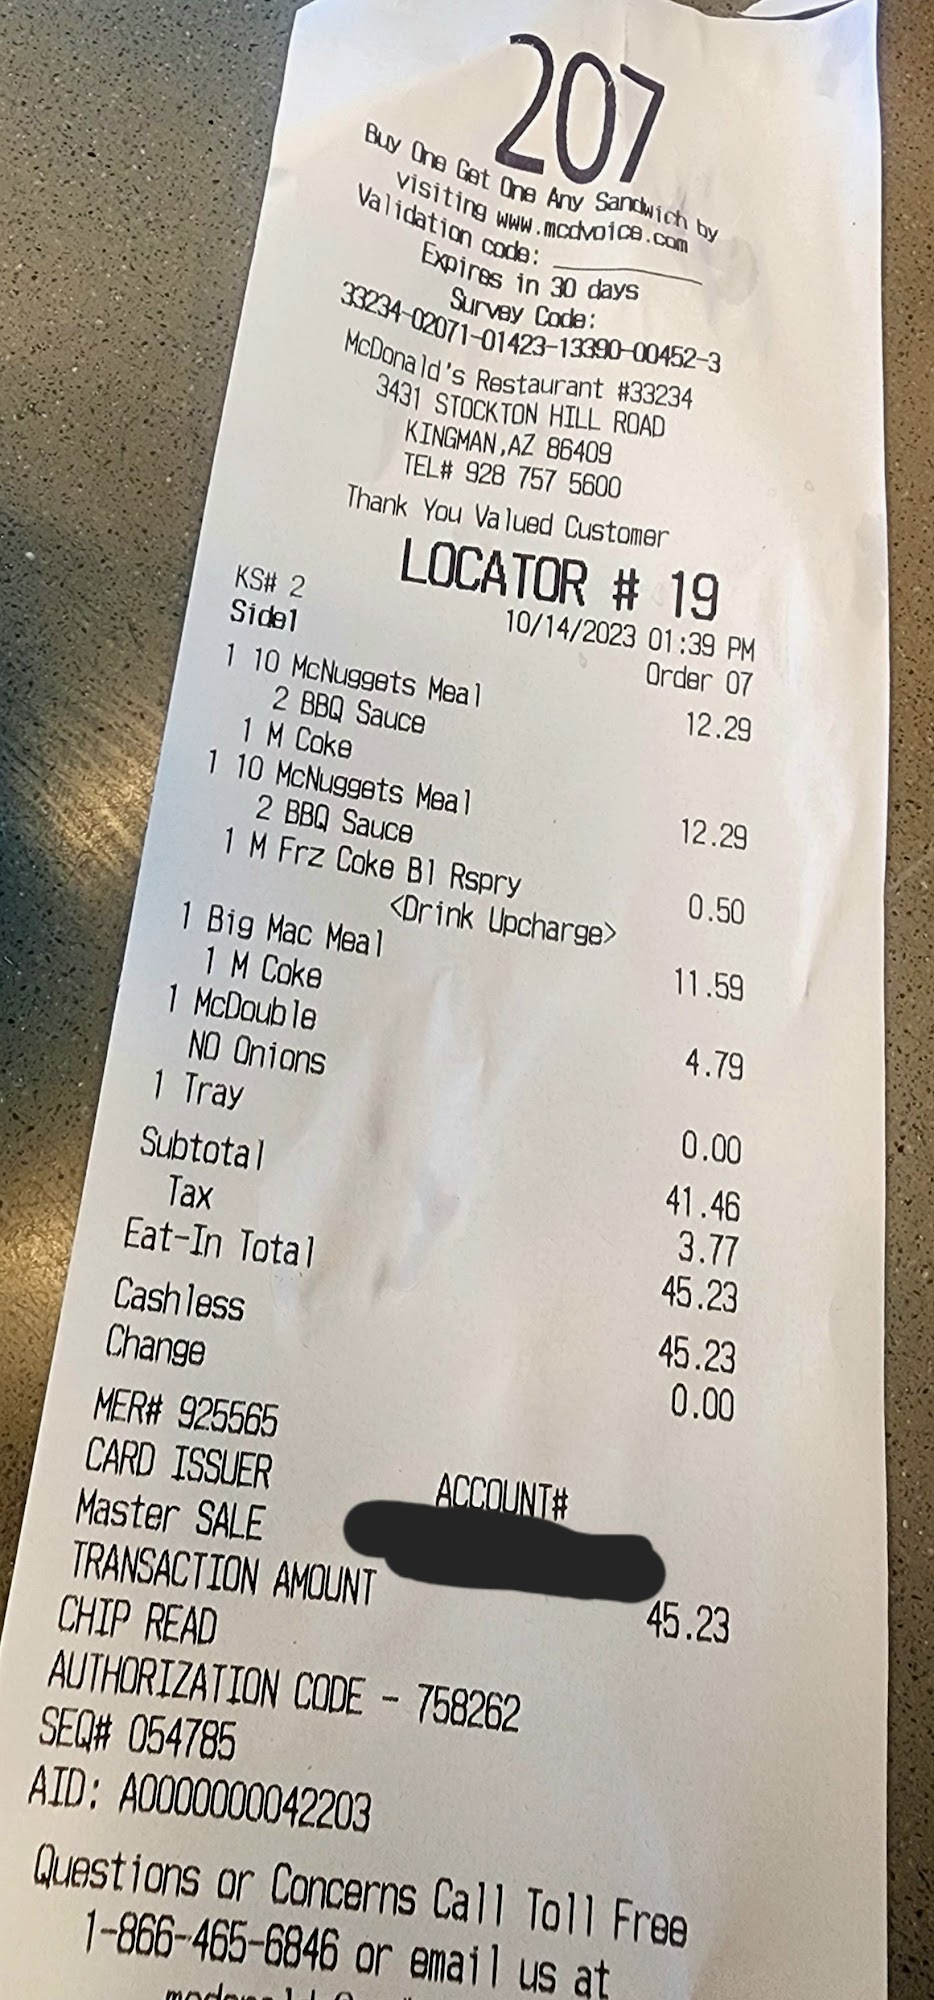 207
Buy One Get One Any Sandwich by
visiting www.mcdvoice.com
Validation code: ____________
Expires in 30 days
Survey Code:
33234-02071-01423-13390-00452-3
McDonald's Restaurant #33234
3431 STOCKTON HILL ROAD
KINGMAN,AZ 86409
TEL# 928 757 5600
Thank You Valued Customer
LOCATOR # 19
KS# 2 10/14/2023 01:39 PM
Side1 Order 07
1 10 McNuggets Meal 12.29
2 BBQ Sauce
1 M Coke
1 10 McNuggets Meal 12.29
2 BBQ Sauce
1 M Frz Coke Bl Rspry 0.50
<Drink Upcharge>
1 Big Mac Meal 11.59
1 M Coke
1 McDouble 4.79
NO Onions
1 Tray 0.00
Subtotal 41.46
Tax 3.77
Eat-In Total 45.23
Cashless 45.23
Change 0.00
MER# 925565
CARD ISSUER ACCOUNT#
Master SALE
TRANSACTION AMOUNT 45.23
CHIP READ
AUTHORIZATION CODE - 758262
SEQ# 054785
AID: A0000000042203
Questions or Concerns Call Toll Free
1-866-465-6846 or email us at